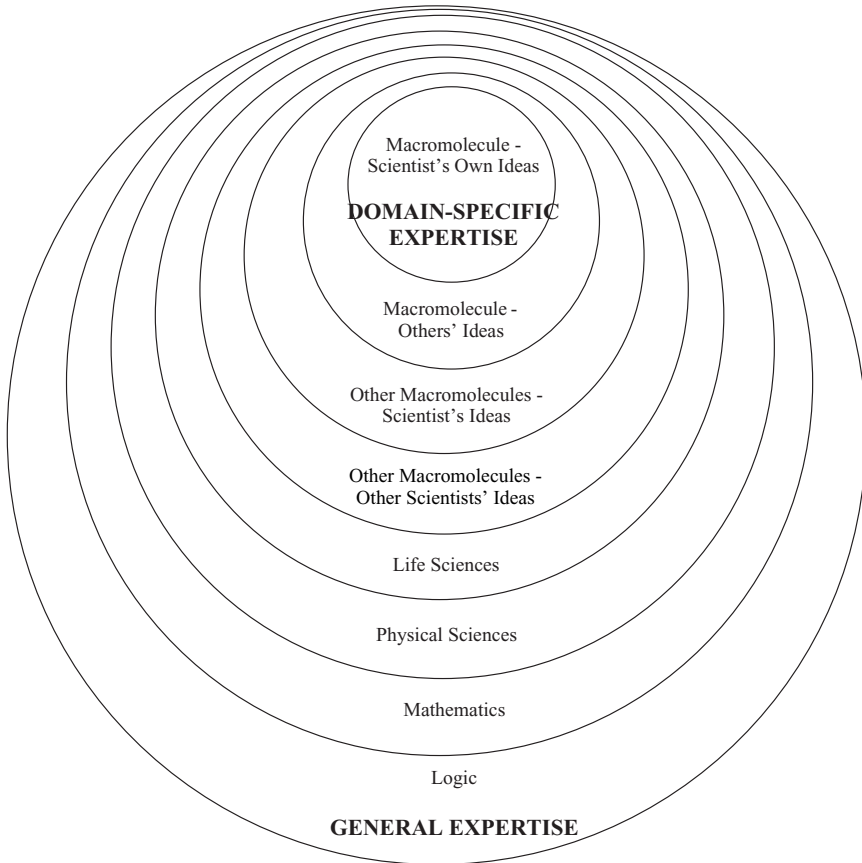 Macromolecule -
Scientist's Own Ideas
DOMAIN-SPECIFIC
EXPERTISE
Macromolecule -
Others' Ideas
Other Macromolecules -
Scientist's Ideas
Other Macromolecules -
Other Scientists' Ideas
Life Sciences
Physical Sciences
Mathematics
Logic
GENERAL EXPERTISE